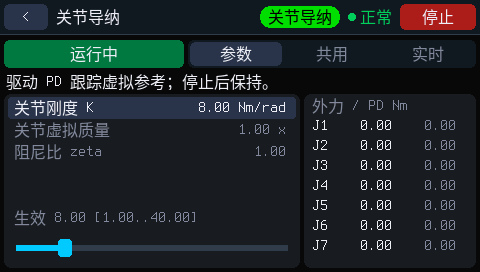 < 关节导纳 关节导纳 正常 停止
运行中 参数 共用 实时
驱动 PD 跟踪虚拟参考；停止后保持。
关节刚度 K 8.00 Nm/rad
关节虚拟质量 1.00 x
阻尼比 zeta 1.00
生效 8.00 [1.00..40.00]
外力 / PD Nm
J1 0.00 0.00
J2 0.00 0.00
J3 0.00 0.00
J4 0.00 0.00
J5 0.00 0.00
J6 0.00 0.00
J7 0.00 0.00